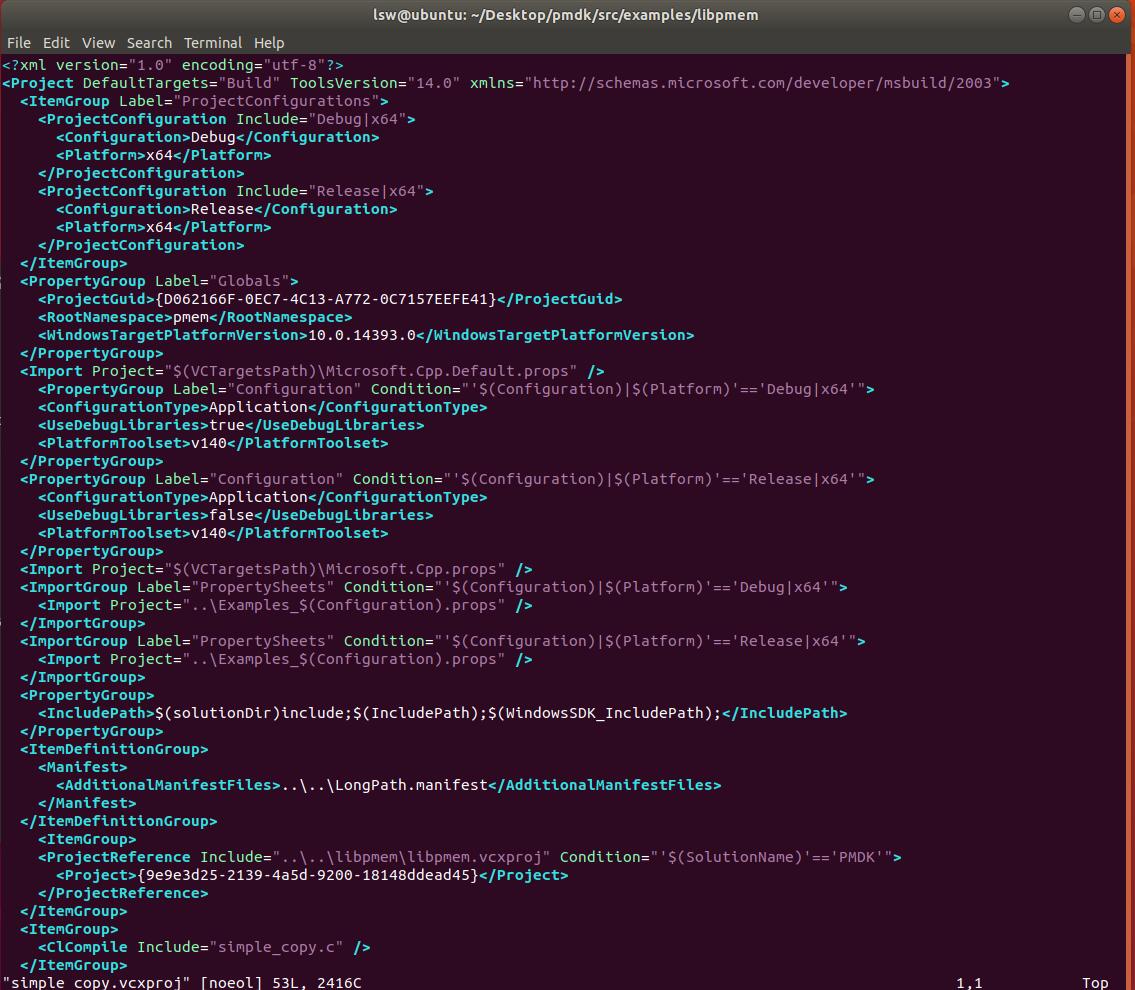 lsw@ubuntu: ~/Desktop/pmdk/src/examples/libpmem
File Edit View Search Terminal Help
<?xml version="1.0" encoding="utf-8"?>
<Project DefaultTargets="Build" ToolsVersion="14.0" xmlns="http://schemas.microsoft.com/developer/msbuild/2003">
  <ItemGroup Label="ProjectConfigurations">
    <ProjectConfiguration Include="Debug|x64">
      <Configuration>Debug</Configuration>
      <Platform>x64</Platform>
    </ProjectConfiguration>
    <ProjectConfiguration Include="Release|x64">
      <Configuration>Release</Configuration>
      <Platform>x64</Platform>
    </ProjectConfiguration>
  </ItemGroup>
  <PropertyGroup Label="Globals">
    <ProjectGuid>{D062166F-0EC7-4C13-A772-0C7157EEFE41}</ProjectGuid>
    <RootNamespace>pmem</RootNamespace>
    <WindowsTargetPlatformVersion>10.0.14393.0</WindowsTargetPlatformVersion>
  </PropertyGroup>
  <Import Project="$(VCTargetsPath)\Microsoft.Cpp.Default.props" />
    <PropertyGroup Label="Configuration" Condition="'$(Configuration)|$(Platform)'=='Debug|x64'">
    <ConfigurationType>Application</ConfigurationType>
    <UseDebugLibraries>true</UseDebugLibraries>
    <PlatformToolset>v140</PlatformToolset>
  </PropertyGroup>
  <PropertyGroup Label="Configuration" Condition="'$(Configuration)|$(Platform)'=='Release|x64'">
    <ConfigurationType>Application</ConfigurationType>
    <UseDebugLibraries>false</UseDebugLibraries>
    <PlatformToolset>v140</PlatformToolset>
  </PropertyGroup>
  <Import Project="$(VCTargetsPath)\Microsoft.Cpp.props" />
  <ImportGroup Label="PropertySheets" Condition="'$(Configuration)|$(Platform)'=='Debug|x64'">
    <Import Project="..\Examples_$(Configuration).props" />
  </ImportGroup>
  <ImportGroup Label="PropertySheets" Condition="'$(Configuration)|$(Platform)'=='Release|x64'">
    <Import Project="..\Examples_$(Configuration).props" />
  </ImportGroup>
  <PropertyGroup>
    <IncludePath>$(solutionDir)include;$(IncludePath);$(WindowsSDK_IncludePath);</IncludePath>
  </PropertyGroup>
  <ItemDefinitionGroup>
    <Manifest>
      <AdditionalManifestFiles>..\..\LongPath.manifest</AdditionalManifestFiles>
    </Manifest>
  </ItemDefinitionGroup>
    <ItemGroup>
    <ProjectReference Include="..\..\libpmem\libpmem.vcxproj" Condition="'$(SolutionName)'=='PMDK'">
      <Project>{9e9e3d25-2139-4a5d-9200-18148ddead45}</Project>
    </ProjectReference>
  </ItemGroup>
  <ItemGroup>
    <ClCompile Include="simple_copy.c" />
  </ItemGroup>
"simple_copy.vcxproj" [noeol] 53L, 2416C 1,1 Top